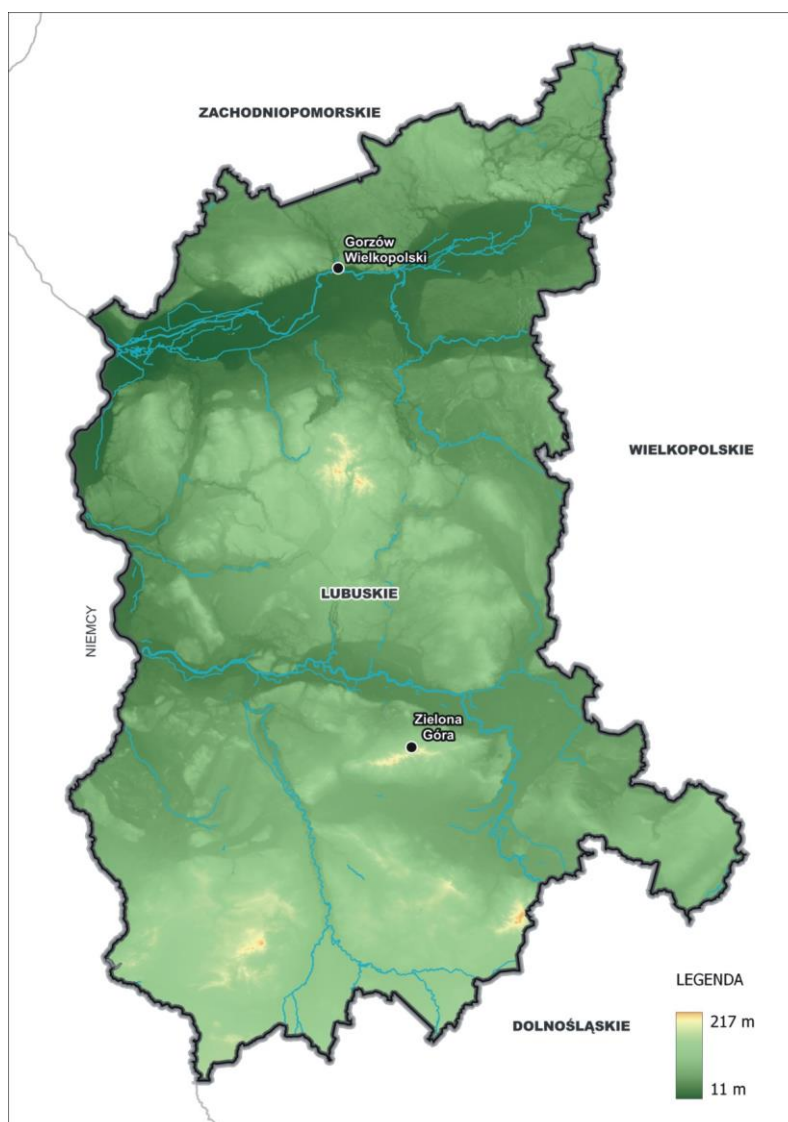 ZACHODNIOPOMORSKIE
Gorzów
Wielkopolski
WIELKOPOLSKIE
LUBUSKIE
NIEMCY
Zielona
Góra
LEGENDA
217 m
11 m
DOLNOŚLĄSKIE